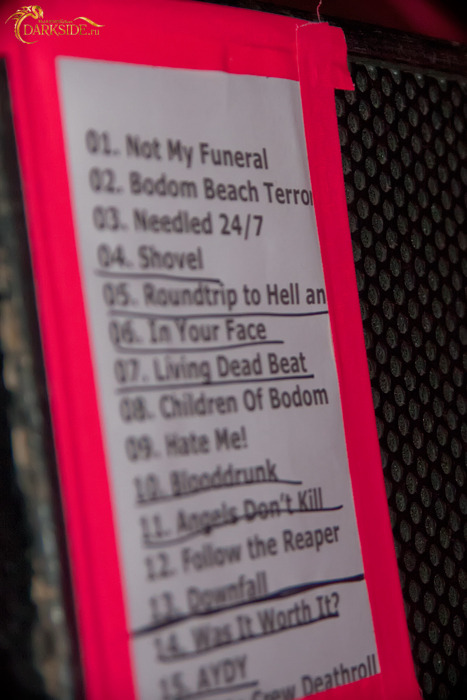 DARKSIDE.ru
01. Not My Funeral
02. Bodom Beach Terro
03. Needled 24/7
04. Shovel
05. Roundtrip to Hell an
06. In Your Face
07. Living Dead Beat
08. Children Of Bodom
09. Hate Me!
10. Blooddrunk
11. Angels Don't Kill
12. Follow the Reaper
13. Downfall
14. Was It Worth It?
15. AYDY
Crew Deathroll